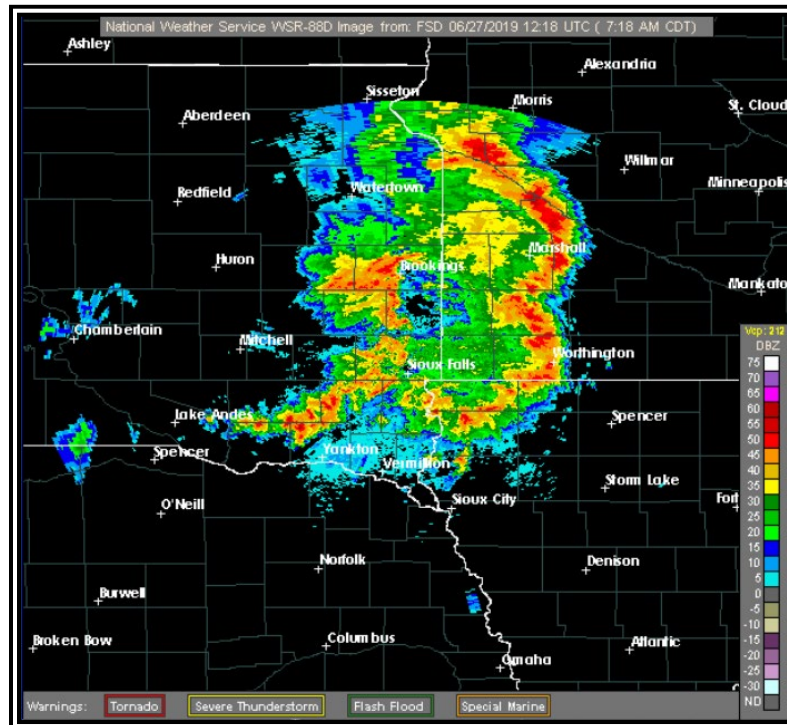 National Weather Service WSR-88D Image from: FSD 06/27/2019 12:18 UTC ( 7:18 AM CDT)
Ashley
Alexandria
Sisseton
Morris
St. Cloud
Aberdeen
Willmar
Minneapolis
Redfield
Watertown
Marshall
Huron
Brookings
Mankato
Chamberlain
Mitchell
Worthington
Sioux Falls
Lake Andes
Spencer
Spencer
Yankton
Vermillion
Storm Lake
Sioux City
Fort
O'Neill
Norfolk
Denison
Burwell
Columbus
Atlantic
Broken Bow
Omaha
Vcp: 212
DBZ
75
70
65
60
55
50
45
40
35
30
25
20
15
10
5
0
-5
-10
-15
-20
-25
-30
ND
Warnings: Tornado Severe Thunderstorm Flash Flood Special Marine